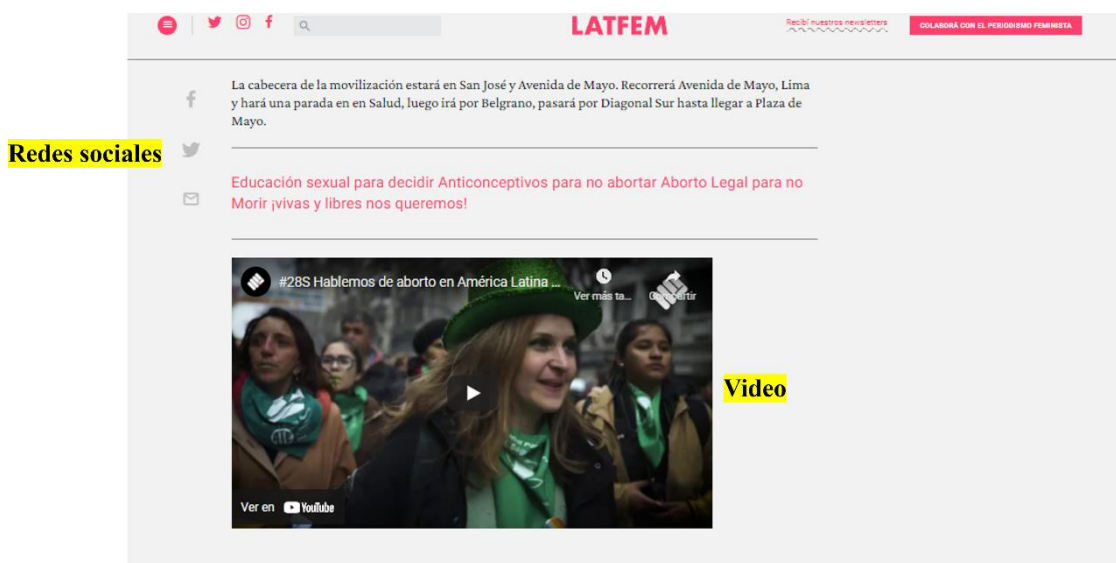 LATFEM
Recibí nuestros newsletters
COLABORÁ CON EL PERIODISMO FEMINISTA
La cabecera de la movilización estará en San José y Avenida de Mayo. Recorrerá Avenida de Mayo, Lima
y hará una parada en en Salud, luego irá por Belgrano, pasará por Diagonal Sur hasta llegar a Plaza de
Mayo.
Redes sociales
Educación sexual para decidir Anticonceptivos para no abortar Aborto Legal para no
Morir ¡vivas y libres nos queremos!
#28S Hablemos de aborto en América Latina ...
Ver más ta...
Compartir
Video
Ver en YouTube